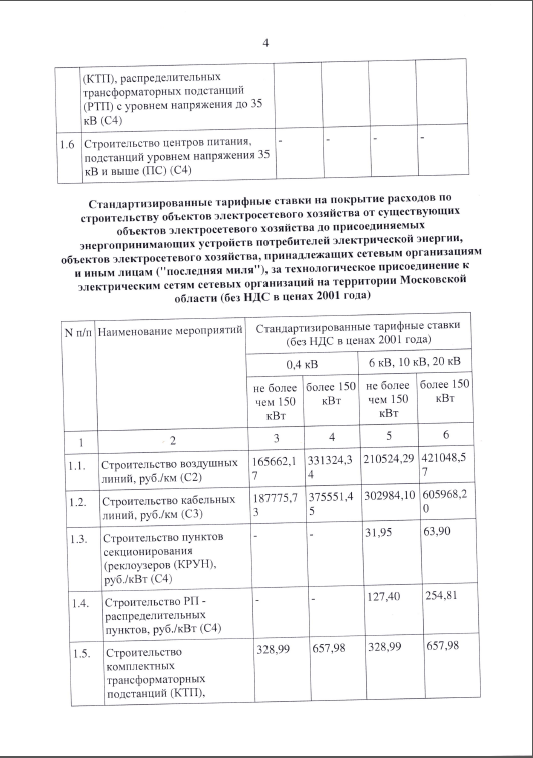 4
(КТП), распределительных
трансформаторных подстанций
(РТП) с уровнем напряжения до 35
кВ (С4)
1.6 Строительство центров питания, - - - -
подстанций уровнем напряжения 35
кВ и выше (ПС) (С4)
Стандартизированные тарифные ставки на покрытие расходов по
строительству объектов электросетевого хозяйства от существующих
объектов электросетевого хозяйства до присоединяемых
энергопринимающих устройств потребителей электрической энергии,
объектов электросетевого хозяйства, принадлежащих сетевым организациям
и иным лицам ("последняя миля"), за технологическое присоединение к
электрическим сетям сетевых организаций на территории Московской
области (без НДС в ценах 2001 года)
N п/п Наименование мероприятий Стандартизированные тарифные ставки
(без НДС в ценах 2001 года)
0,4 кВ 6 кВ, 10 кВ, 20 кВ
не более более 150 не более более 150
чем 150 кВт чем 150 кВт
кВт кВт
1 2 3 4 5 6
1.1. Строительство воздушных 165662,1 331324,3 210524,29 421048,5
линий, руб./км (С2) 7 4 7
1.2. Строительство кабельных 187775,7 375551,4 302984,10 605968,2
линий, руб./км (С3) 3 5 0
1.3. Строительство пунктов - - 31,95 63,90
секционирования
(реклоузеров (КРУН),
руб./кВт (С4)
1.4. Строительство РП - - - 127,40 254,81
распределительных
пунктов, руб./кВт (С4)
1.5. Строительство 328,99 657,98 328,99 657,98
комплектных
трансформаторных
подстанций (КТП),